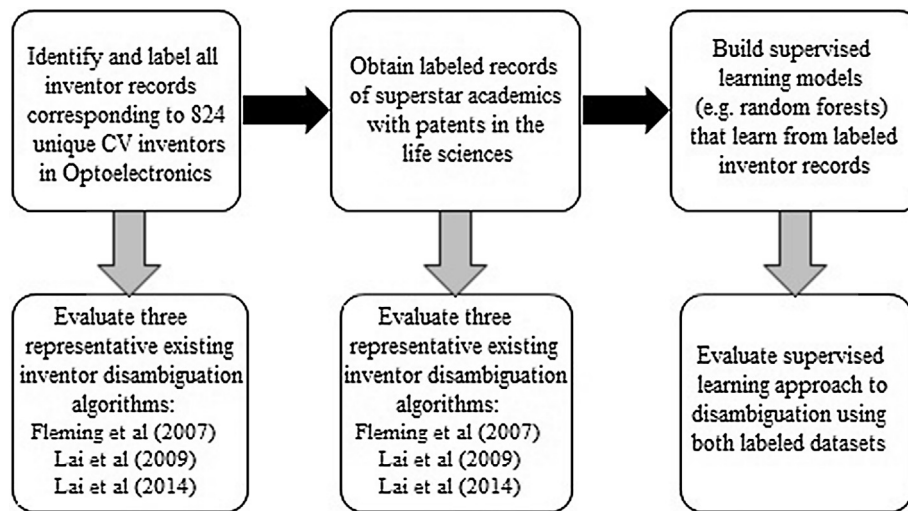 Identify and label all
inventor records
corresponding to 824
unique CV inventors
in Optoelectronics
Obtain labeled records
of superstar academics
with patents in the
life sciences
Build supervised
learning models
(e.g. random forests)
that learn from labeled
inventor records
Evaluate three
representative existing
inventor disambiguation
algorithms:
Fleming et al (2007)
Lai et al (2009)
Lai et al (2014)
Evaluate three
representative existing
inventor disambiguation
algorithms:
Fleming et al (2007)
Lai et al (2009)
Lai et al (2014)
Evaluate supervised
learning approach to
disambiguation using
both labeled datasets